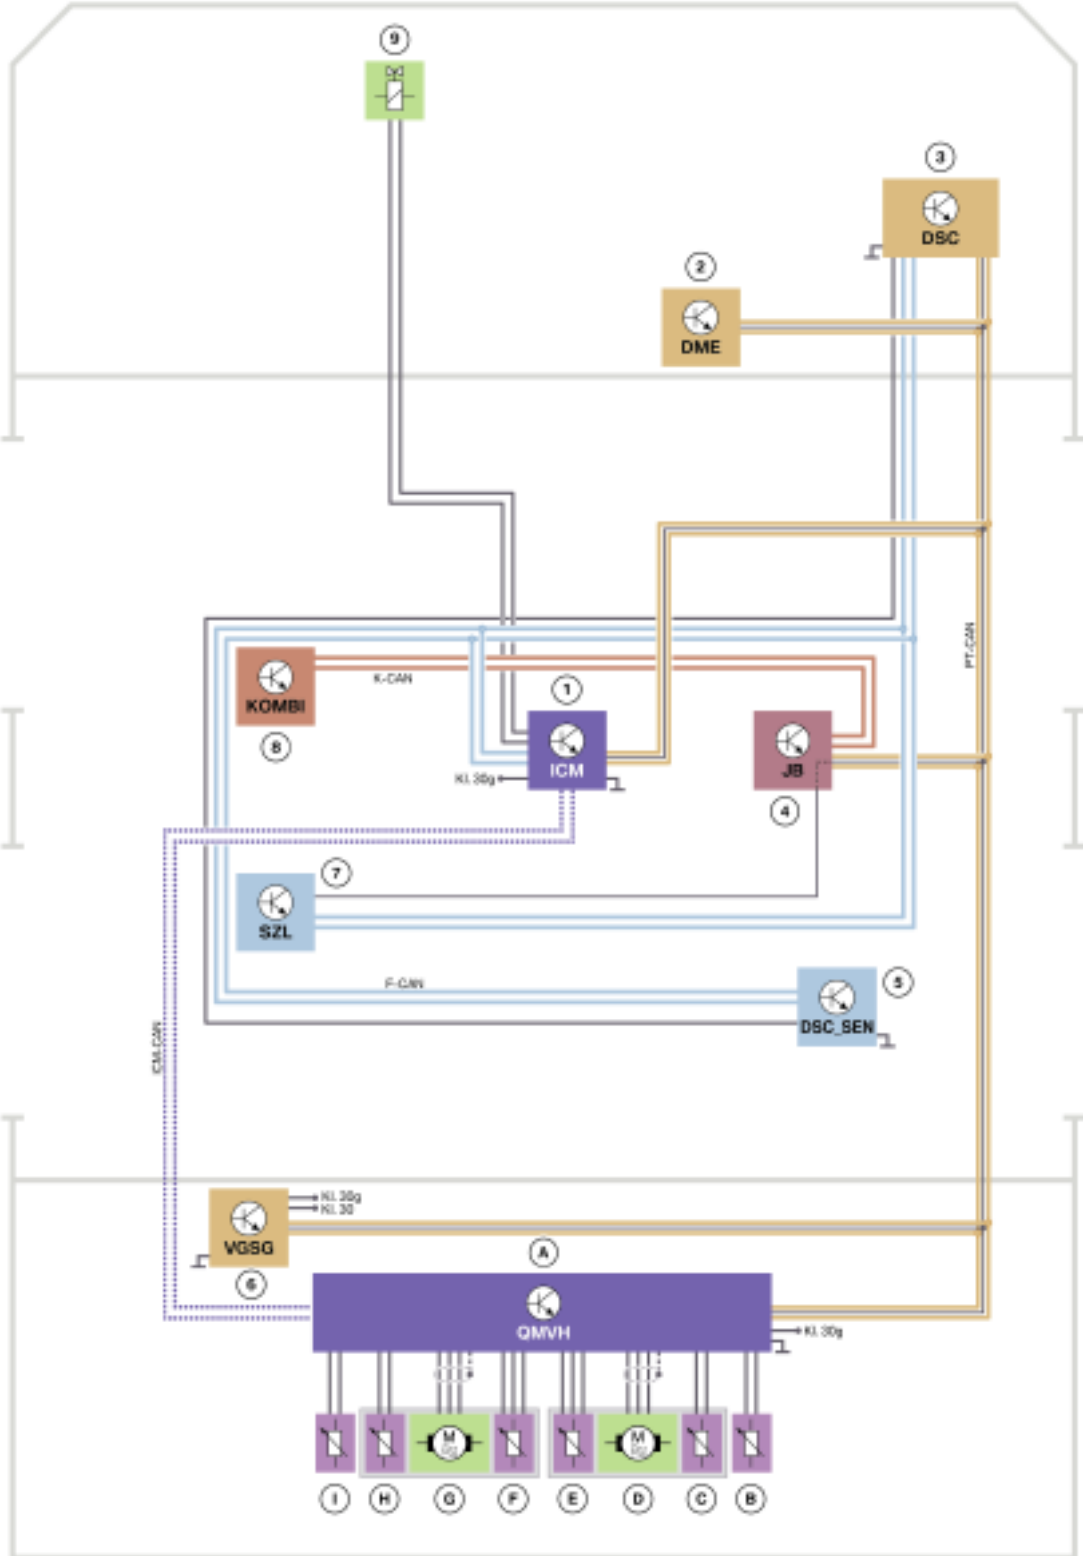 9
3
DSC
2
DME
PT-CAN
KOMBI
K-CAN
8
1
ICM
Kl. 30g
JB
4
7
SZL
F-CAN
5
DSC_SEN
ICM-CAN
VGSG
Kl. 30g
Kl. 30
6
A
QMVH
Kl. 30g
M
M
I
H
G
F
E
D
C
B